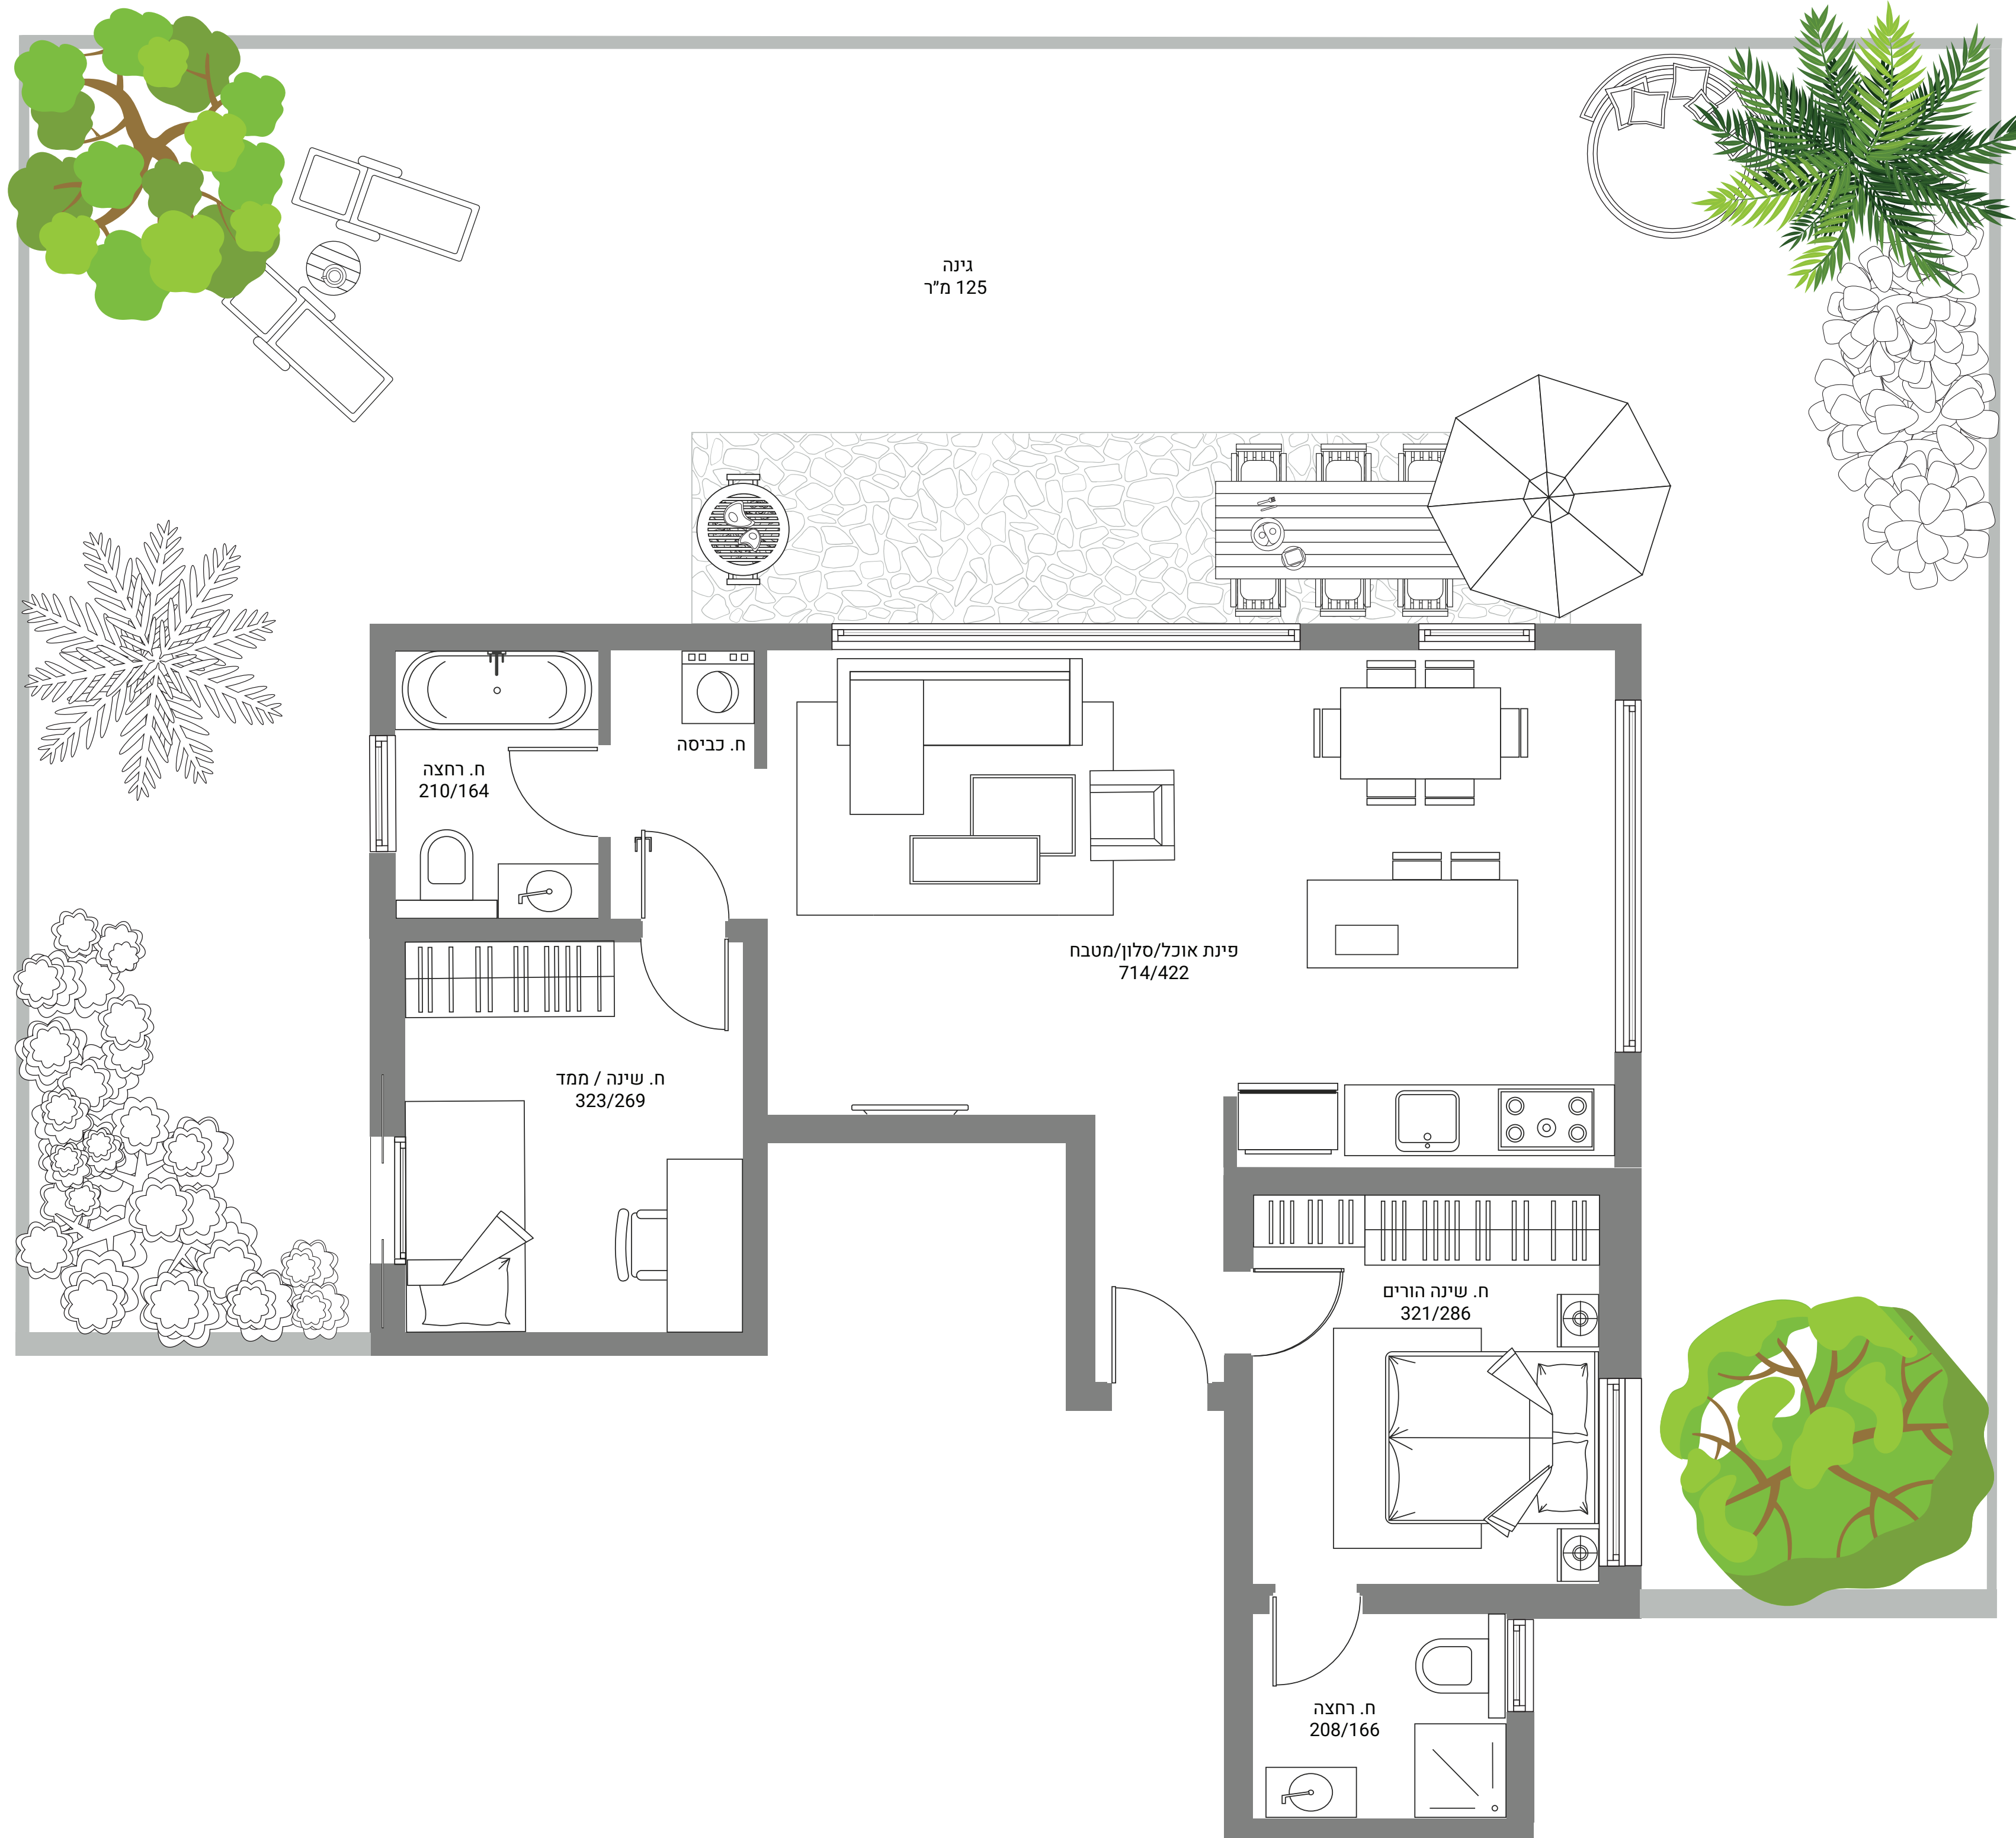 גינה
125 מ״ר
ח. כביסה
ח. רחצה
210/164
פינת אוכל/סלון/מטבח
714/422
ח. שינה / ממד
323/269
ח. שינה הורים
321/286
ח. רחצה
208/166